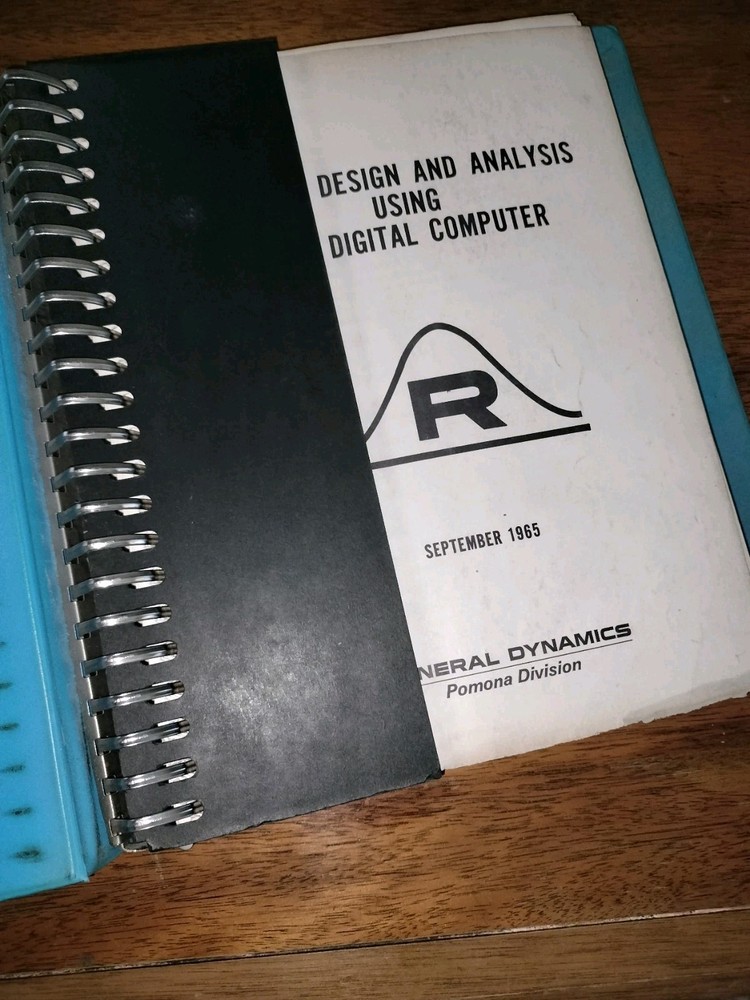 DESIGN AND ANALYSIS
USING
DIGITAL COMPUTER
R
SEPTEMBER 1965
NERAL DYNAMICS
Pomona Division